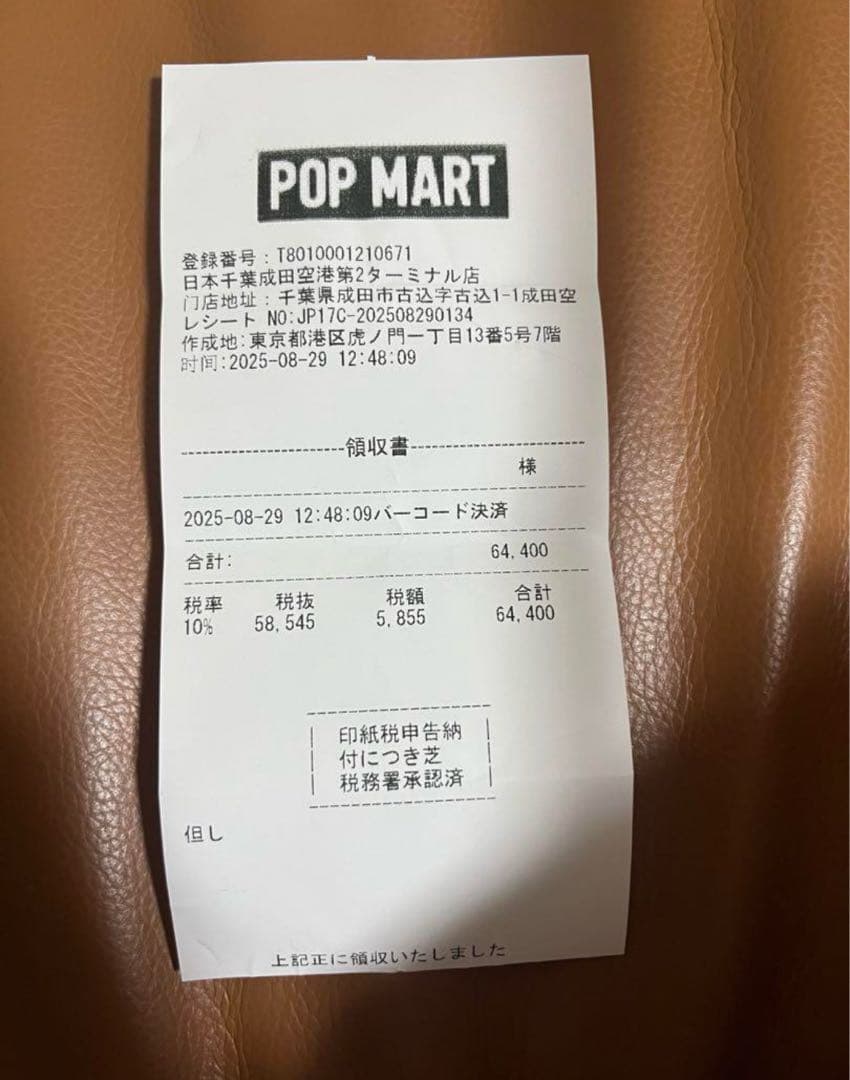 POP MART
登録番号：T8010001210671
日本千葉成田空港第2ターミナル店
门店地址：千葉県成田市古込字古込1-1成田空
レシート NO:JP17C-202508290134
作成地:東京都港区虎ノ門一丁目13番5号7階
时间:2025-08-29 12:48:09
-----------------------領収書------------------------
様
2025-08-29 12:48:09バーコード決済
合計: 64,400
税率 税抜 税額 合計
10% 58,545 5,855 64,400
印紙税申告納
付につき芝
税務署承認済
但し
上記正に領収いたしました